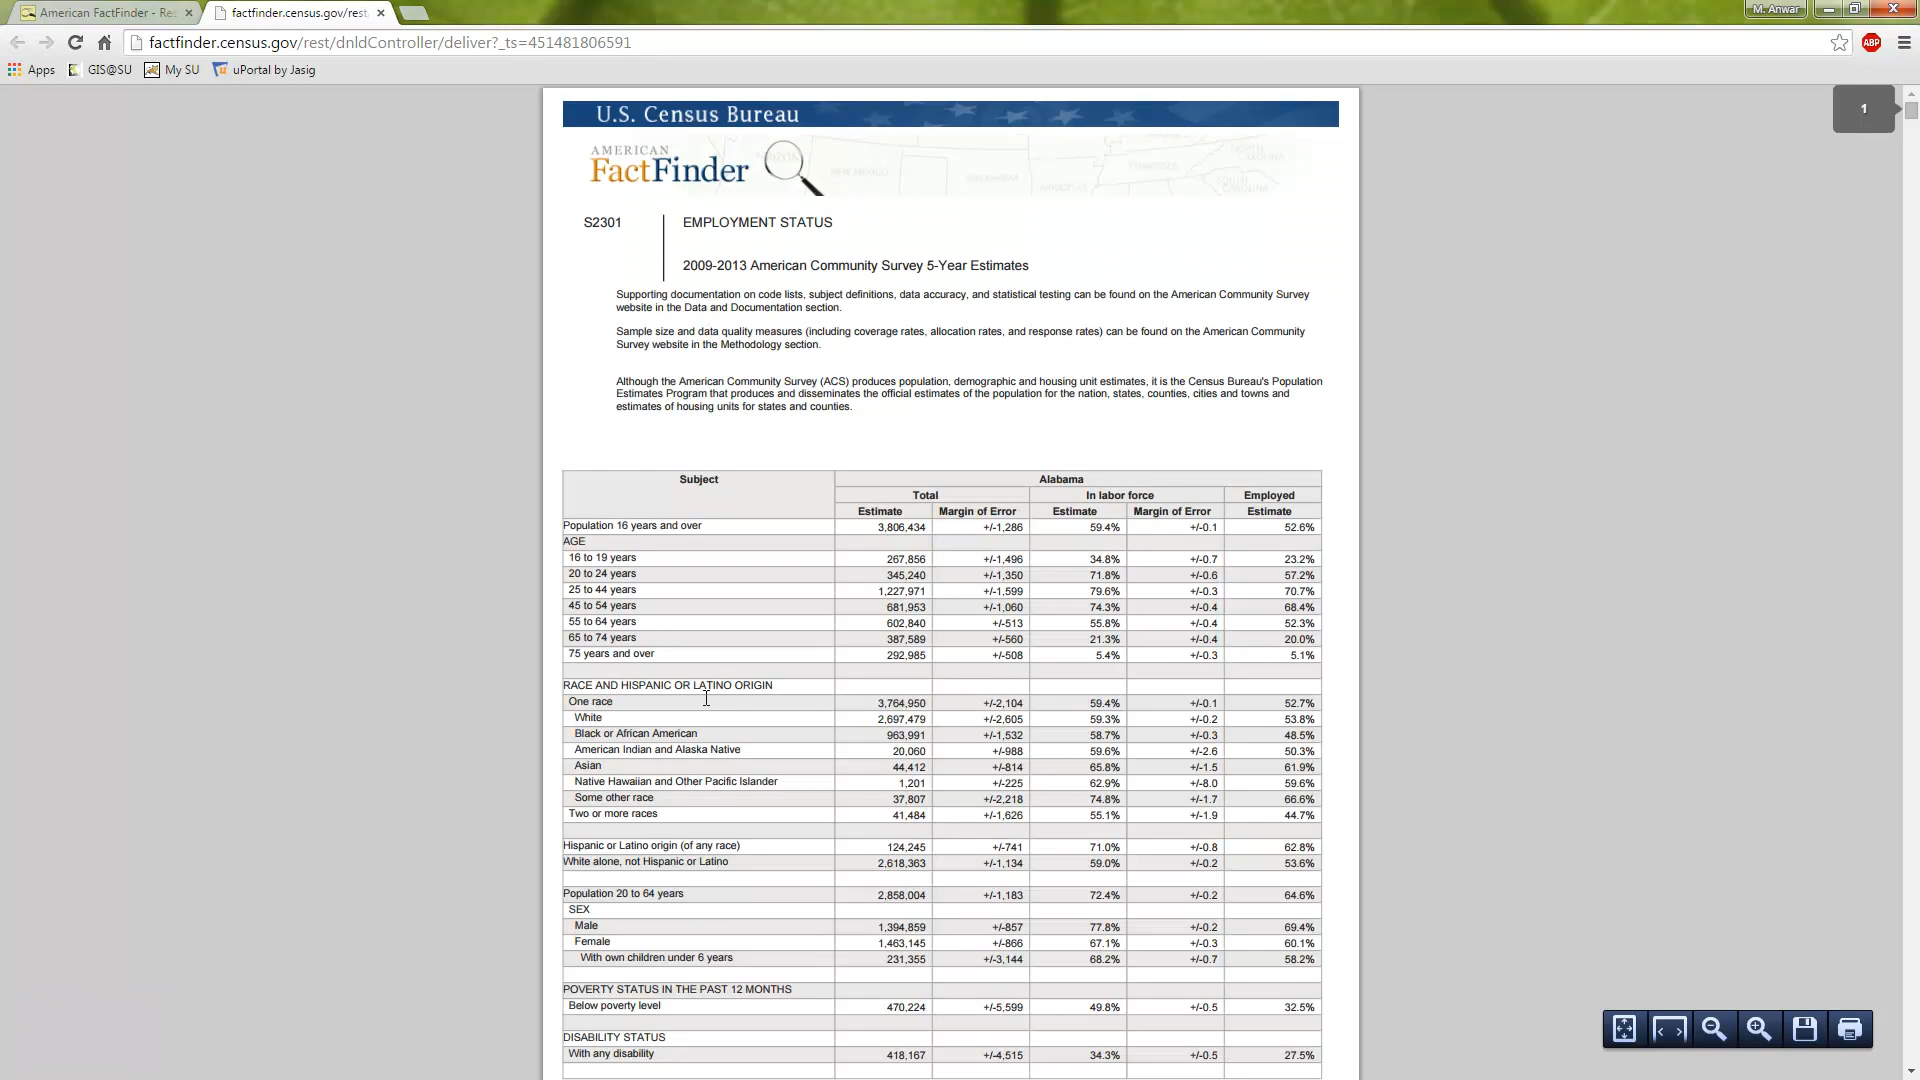 American FactFinder - Res
factfinder.census.gov/rest
M. Anwar
factfinder.census.gov/rest/dnldController/deliver?_ts=451481806591
ABP
Apps GIS@SU My SU uPortal by Jasig
1
U.S. Census Bureau
AMERICAN
FactFinder
ARIZONA
NEW MEXICO
OKLAHOMA
ARKANSAS
TENNESSEE
NORTH CAROLINA
SOUTH CAROLINA
S2301 EMPLOYMENT STATUS
2009-2013 American Community Survey 5-Year Estimates
Supporting documentation on code lists, subject definitions, data accuracy, and statistical testing can be found on the American Community Survey
website in the Data and Documentation section.
Sample size and data quality measures (including coverage rates, allocation rates, and response rates) can be found on the American Community
Survey website in the Methodology section.
Although the American Community Survey (ACS) produces population, demographic and housing unit estimates, it is the Census Bureau's Population
Estimates Program that produces and disseminates the official estimates of the population for the nation, states, counties, cities and towns and
estimates of housing units for states and counties.
Subject Alabama
Total In labor force Employed
Estimate Margin of Error Estimate Margin of Error Estimate
Population 16 years and over 3,806,434 +/-1,286 59.4% +/-0.1 52.6%
AGE
16 to 19 years 267,856 +/-1,496 34.8% +/-0.7 23.2%
20 to 24 years 345,240 +/-1,350 71.8% +/-0.6 57.2%
25 to 44 years 1,227,971 +/-1,599 79.6% +/-0.3 70.7%
45 to 54 years 681,953 +/-1,060 74.3% +/-0.4 68.4%
55 to 64 years 602,840 +/-513 55.8% +/-0.4 52.3%
65 to 74 years 387,589 +/-560 21.3% +/-0.4 20.0%
75 years and over 292,985 +/-508 5.4% +/-0.3 5.1%
RACE AND HISPANIC OR LATINO ORIGIN
One race 3,764,950 +/-2,104 59.4% +/-0.1 52.7%
White 2,697,479 +/-2,605 59.3% +/-0.2 53.8%
Black or African American 963,991 +/-1,532 58.7% +/-0.3 48.5%
American Indian and Alaska Native 20,060 +/-988 59.6% +/-2.6 50.3%
Asian 44,412 +/-814 65.8% +/-1.5 61.9%
Native Hawaiian and Other Pacific Islander 1,201 +/-225 62.9% +/-8.0 59.6%
Some other race 37,807 +/-2,218 74.8% +/-1.7 66.6%
Two or more races 41,484 +/-1,626 55.1% +/-1.9 44.7%
Hispanic or Latino origin (of any race) 124,245 +/-741 71.0% +/-0.8 62.8%
White alone, not Hispanic or Latino 2,618,363 +/-1,134 59.0% +/-0.2 53.6%
Population 20 to 64 years 2,858,004 +/-1,183 72.4% +/-0.2 64.6%
SEX
Male 1,394,859 +/-857 77.8% +/-0.2 69.4%
Female 1,463,145 +/-866 67.1% +/-0.3 60.1%
With own children under 6 years 231,355 +/-3,144 68.2% +/-0.7 58.2%
POVERTY STATUS IN THE PAST 12 MONTHS
Below poverty level 470,224 +/-5,599 49.8% +/-0.5 32.5%
DISABILITY STATUS
With any disability 418,167 +/-4,515 34.3% +/-0.5 27.5%